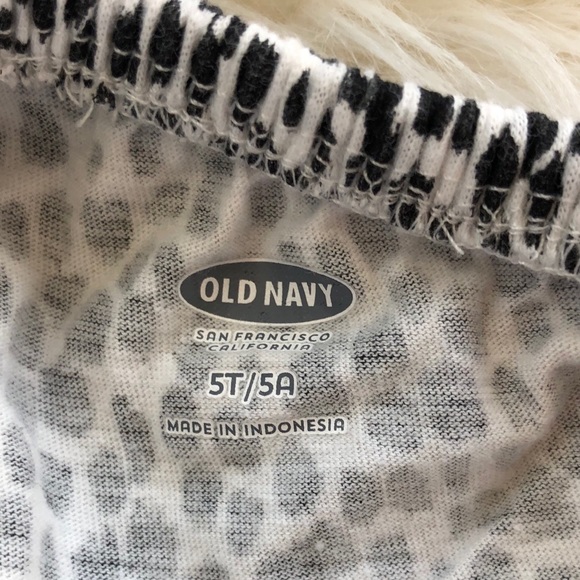 OLD NAVY
SAN FRANCISCO
CALIFORNIA
5T/5A
MADE IN INDONESIA